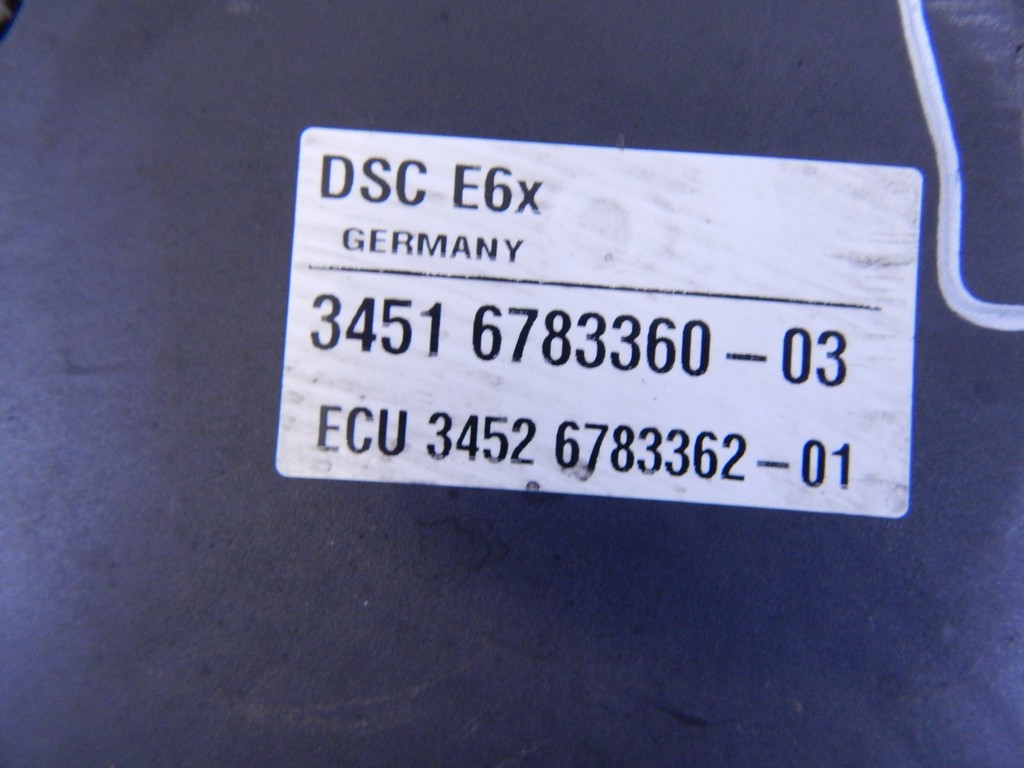 DSC E6x
GERMANY
3451 6783360-03
ECU 3452 6783362-01